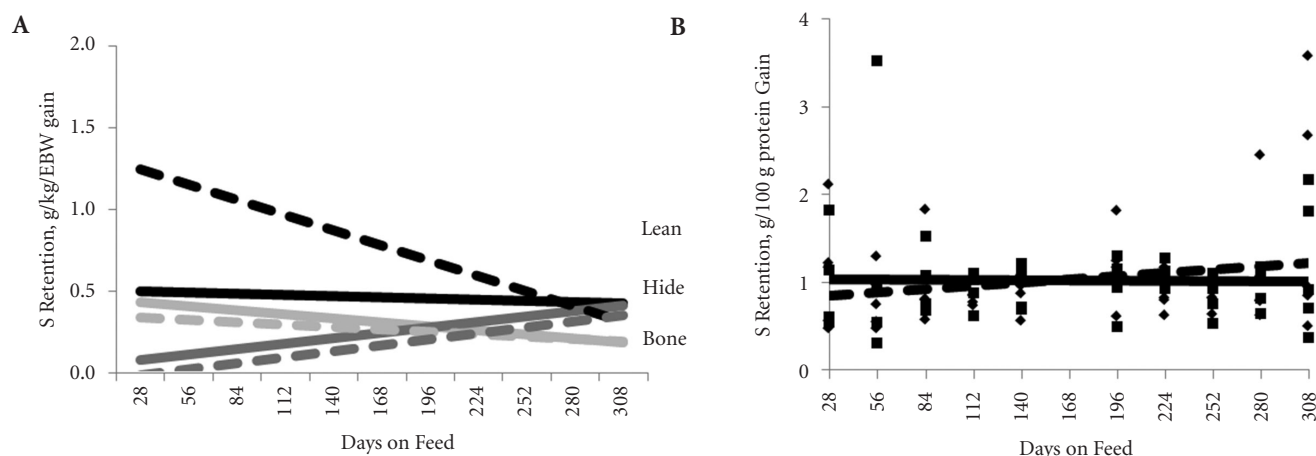 A
S Retention, g/kg/EBW gain
2.0
1.5
1.0
0.5
0.0
Lean
Hide
Bone
28 56 84 112 140 168 196 224 252 280 308
Days on Feed
B
S Retention, g/100 g protein Gain
4
3
2
1
0
28 56 84 112 140 168 196 224 252 280 308
Days on Feed